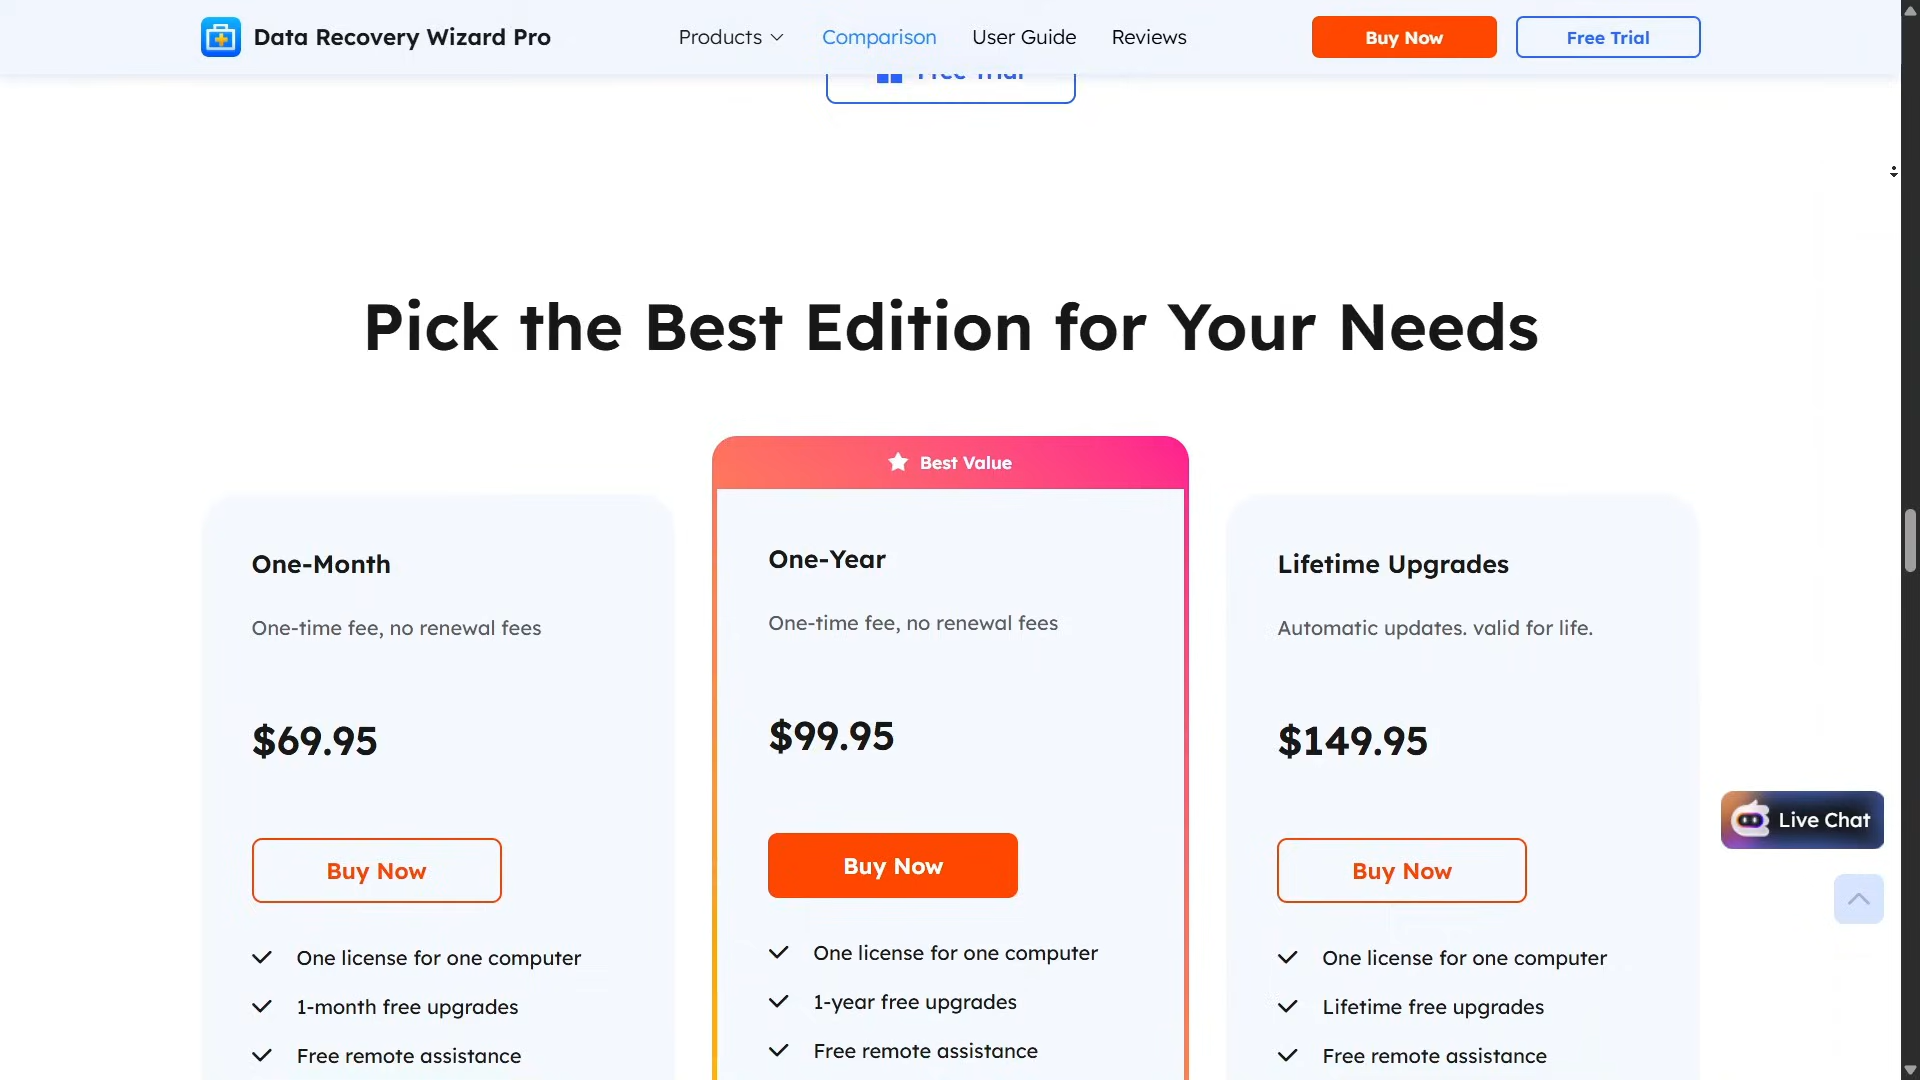 Data Recovery Wizard Pro
Products
Comparison
User Guide
Reviews
Buy Now
Free Trial
Free Trial
Pick the Best Edition for Your Needs
Best Value
One-Month
One-time fee, no renewal fees
$69.95
Buy Now
One license for one computer
1-month free upgrades
Free remote assistance
One-Year
One-time fee, no renewal fees
$99.95
Buy Now
One license for one computer
1-year free upgrades
Free remote assistance
Lifetime Upgrades
Automatic updates. valid for life.
$149.95
Buy Now
One license for one computer
Lifetime free upgrades
Free remote assistance
Live Chat